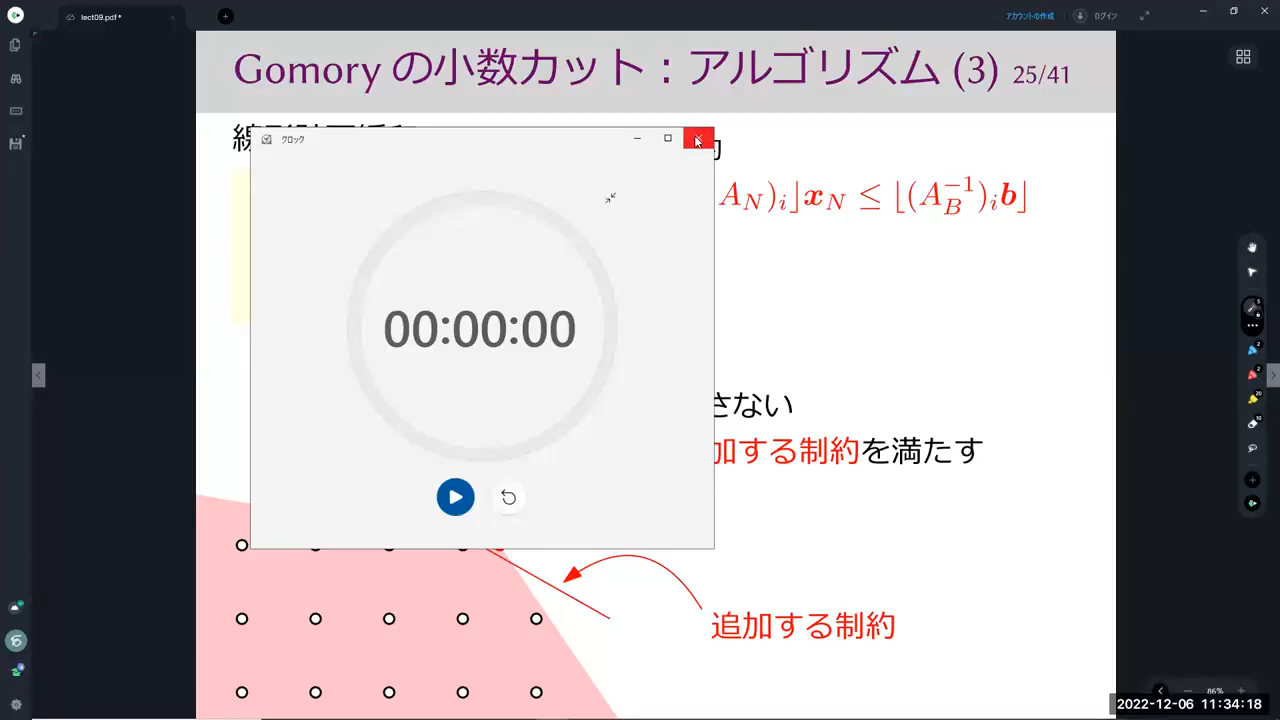 lect09.pdf *
アカウントの作成
ログイン
Gomory の小数カット：アルゴリズム (3) 25/41
クロック
A_N)_i⌋x_N ≤ ⌊(A_B^{-1})_i b⌋
00:00:00
さない
加する制約を満たす
追加する制約
86%
2022-12-06 11:34:18